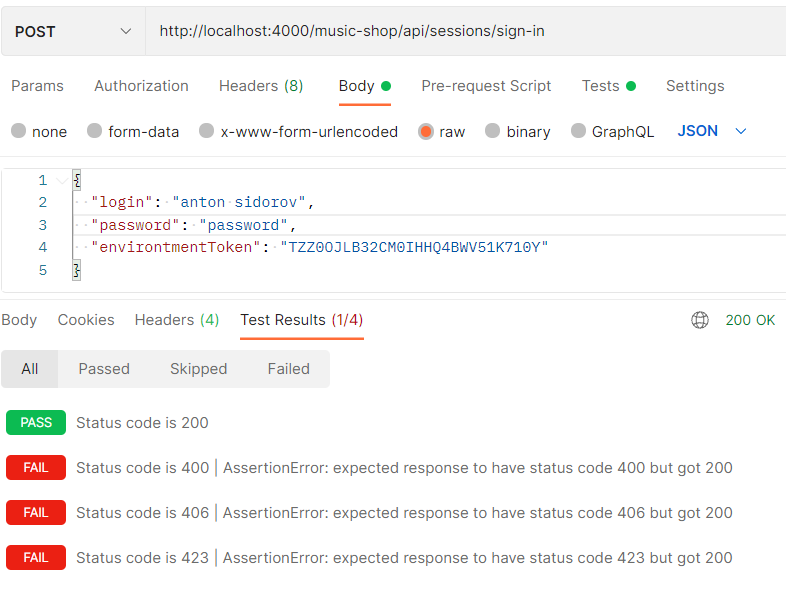 POST http://localhost:4000/music-shop/api/sessions/sign-in
Params Authorization Headers (8) Body Pre-request Script Tests Settings
none form-data x-www-form-urlencoded raw binary GraphQL JSON
1 {
2 "login": "anton sidorov",
3 "password": "password",
4 "environtmentToken": "TZZ0OJLB32CM0IHHQ4BWV51K710Y"
5 }
Body Cookies Headers (4) Test Results (1/4) 200 OK
All Passed Skipped Failed
PASS Status code is 200
FAIL Status code is 400 | AssertionError: expected response to have status code 400 but got 200
FAIL Status code is 406 | AssertionError: expected response to have status code 406 but got 200
FAIL Status code is 423 | AssertionError: expected response to have status code 423 but got 200